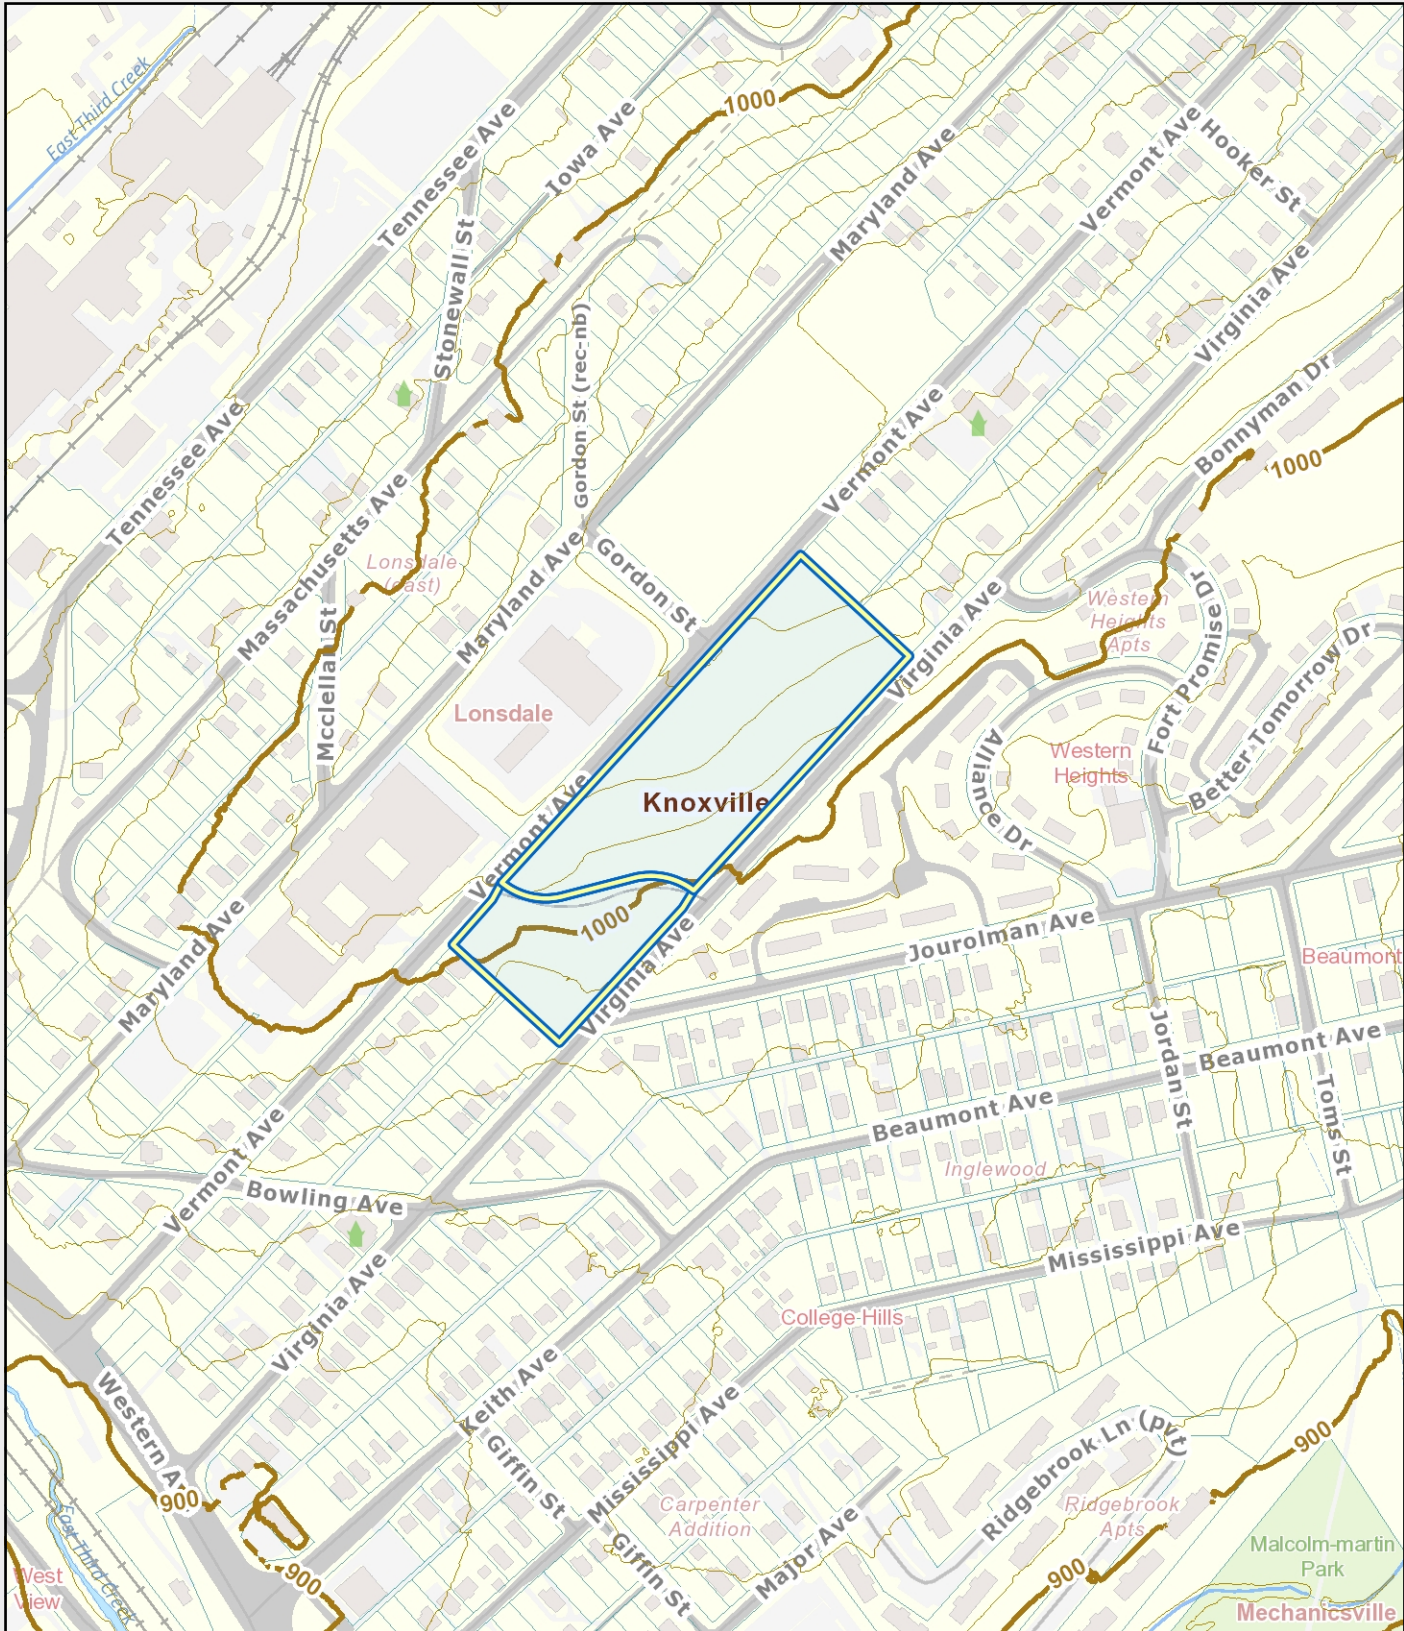 1000
East Third Creek
Tennessee Ave
Iowa Ave
Maryland Ave
Vermont Ave
Hooker St
Stonewall St
Virginia Ave
Gordon St (rec-nb)
Bonnyman Dr
Tennessee Ave
Vermont Ave
1000
Massachusetts Ave
Lonsdale
(east)
Maryland Ave
Gordon St
Virginia Ave
Western
Heights
Apts
Fort Promise Dr
Better Tomorrow Dr
Mcclellan St
Lonsdale
Alliance Dr
Western
Heights
Knoxville
Vermont Ave
1000
Jourolman Ave
Virginia Ave
Maryland Ave
Beaumont
Jordan St
Beaumont Ave
Toms St
Beaumont Ave
Vermont Ave
Inglewood
Bowling Ave
Mississippi Ave
Virginia Ave
College Hills
Keith Ave
Western A
Mississippi Ave
Giffin St
Ridgebrook Ln (pvt)
900
900
Carpenter
Addition
Ridgebrook
Apts
Giffin St
Major Ave
Malcolm-martin
Park
East Third Creek
West
View
900
900
Mechanicsville